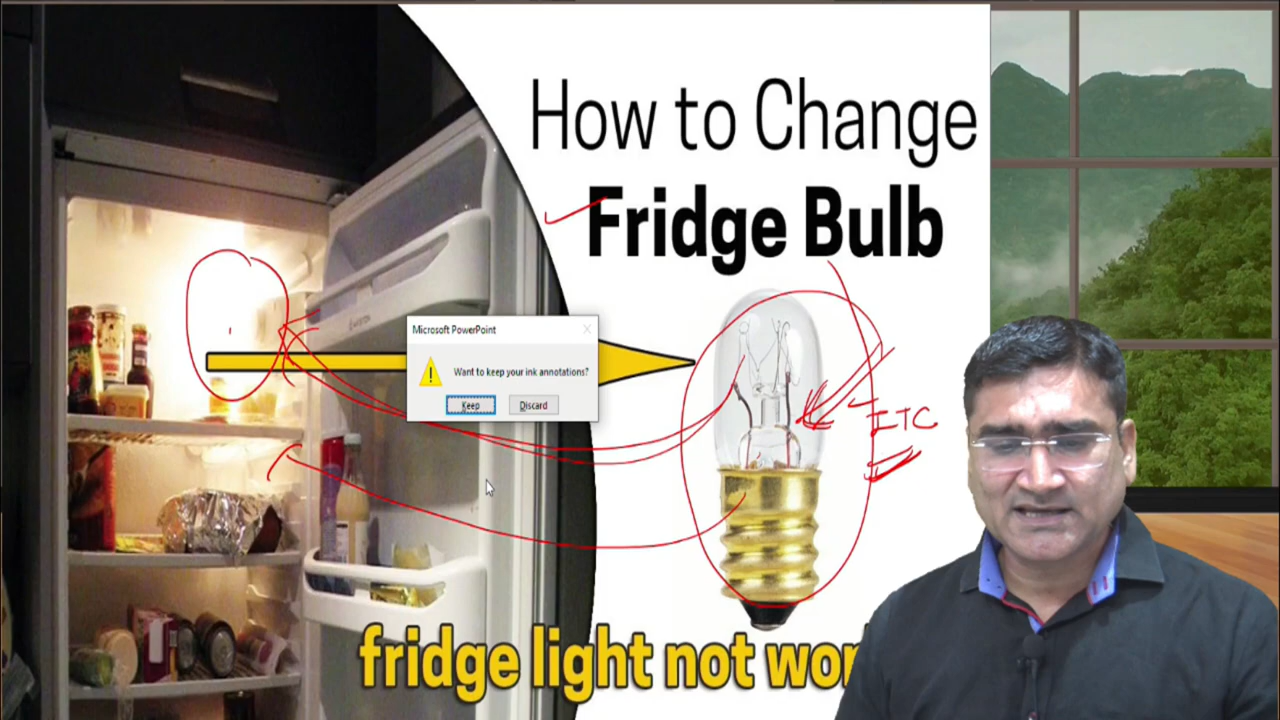 How to Change
Fridge Bulb
Microsoft PowerPoint
Want to keep your ink annotations?
Keep
Discard
ITC
fridge light not wor